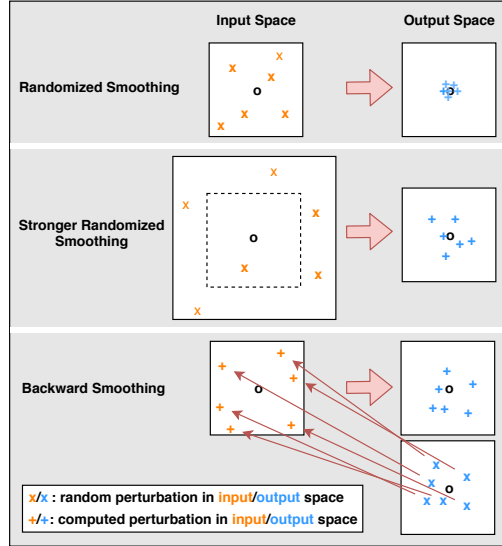 Input Space Output Space
Randomized Smoothing
Stronger Randomized
Smoothing
Backward Smoothing
x/x : random perturbation in input/output space
+/+ : computed perturbation in input/output space